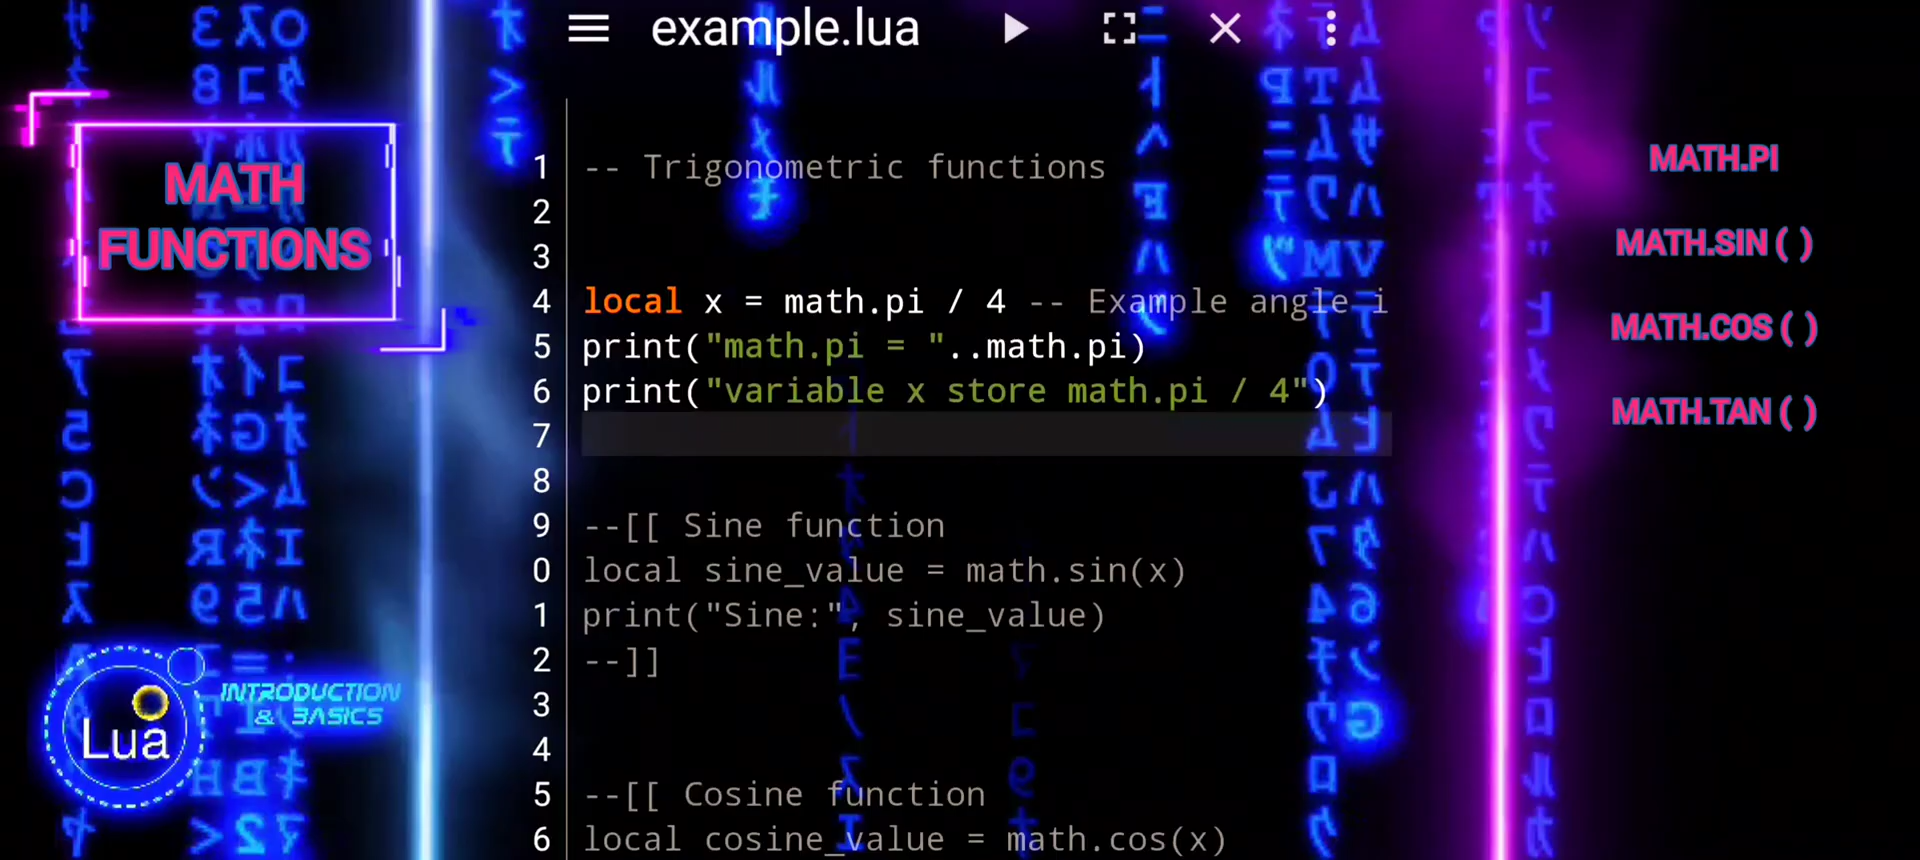 example.lua
MATH
FUNCTIONS
1 -- Trigonometric functions
2
3
4 local x = math.pi / 4 -- Example angle i
5 print("math.pi = "..math.pi)
6 print("variable x store math.pi / 4")
7
8
9 --[[ Sine function
0 local sine_value = math.sin(x)
1 print("Sine:", sine_value)
2 --]]
3
4
5 --[[ Cosine function
6 local cosine_value = math.cos(x)
MATH.PI
MATH.SIN ( )
MATH.COS ( )
MATH.TAN ( )
Lua
INTRODUCTION
& BASICS